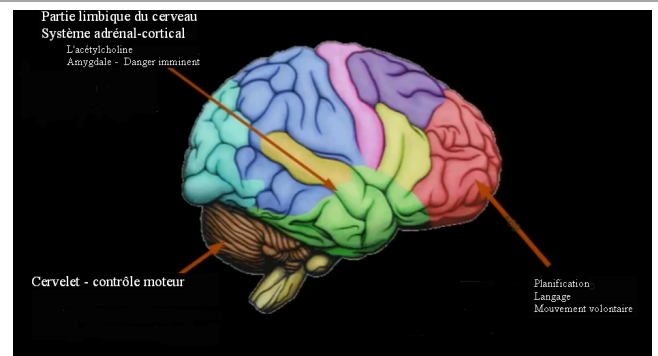 Partie limbique du cerveau
Système adrénal-cortical
L'acétylcholine
Amygdale - Danger imminent
Cervelet - contrôle moteur
Planification
Langage
Mouvement volontaire